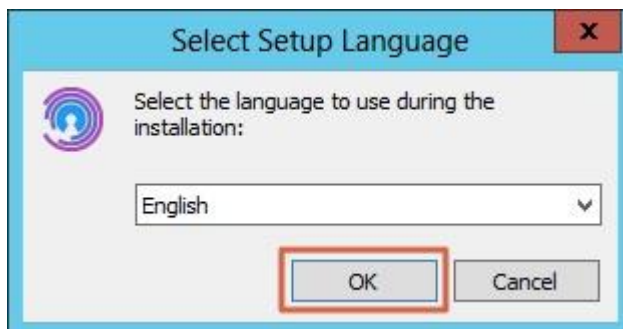 Select Setup Language
x
Select the language to use during the
installation:
English
OK
Cancel